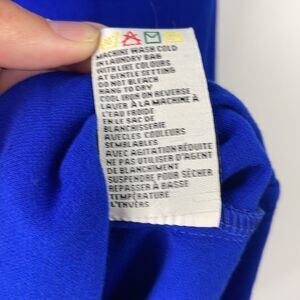 MACHINE WASH COLD
IN LAUNDRY BAG
WITH LIKE COLOURS
AT GENTLE SETTING
DO NOT BLEACH
HANG TO DRY
COOL IRON ON REVERSE
LAVER À LA MACHINE À
L'EAU FROIDE
EN LE SAC DE
BLANCHISSERIE
AVEC LES COULEURS
SEMBLABLES
AVEC AGITATION RÉDUITE
NE PAS UTILISER D'AGENT
DE BLANCHIMENT
SUSPENDRE POUR SÉCHER
REPASSER À BASSE
TEMPÉRATURE
L'ENVERS